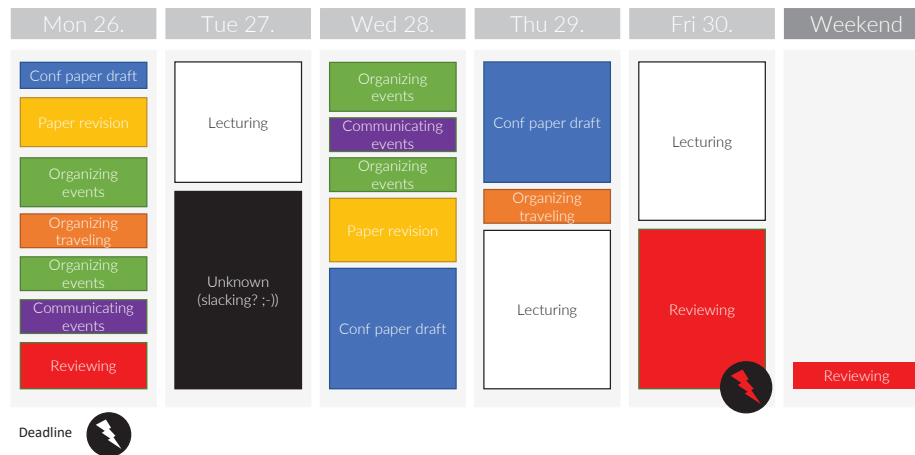 Mon 26.
Conf paper draft
Paper revision
Organizing
events
Organizing
traveling
Organizing
events
Communicating
events
Reviewing
Tue 27.
Lecturing
Unknown
(slacking? ;-))
Wed 28.
Organizing
events
Communicating
events
Organizing
events
Paper revision
Conf paper draft
Thu 29.
Conf paper draft
Organizing
traveling
Lecturing
Fri 30.
Lecturing
Reviewing
Weekend
Reviewing
Deadline